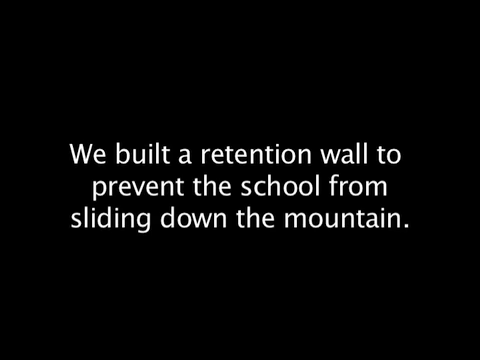 We built a retention wall to
prevent the school from
sliding down the mountain.